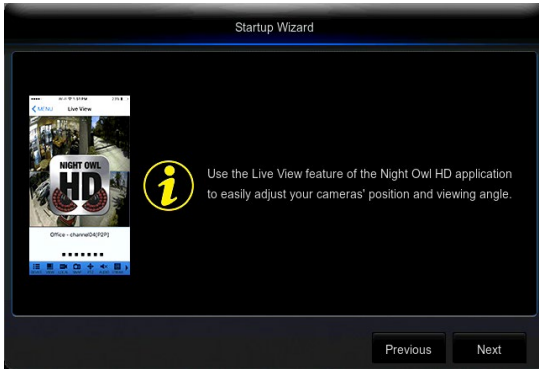 Startup Wizard
MENU Live View
NIGHT OWL
HD
Use the Live View feature of the Night Owl HD application
to easily adjust your cameras' position and viewing angle.
Office - channel04[P2P]
Previous Next